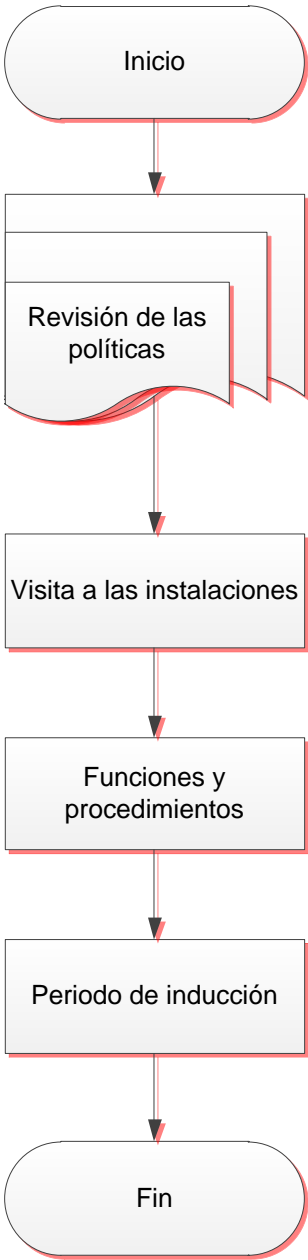 Inicio
Revisión de las
políticas
Visita a las instalaciones
Funciones y
procedimientos
Periodo de inducción
Fin